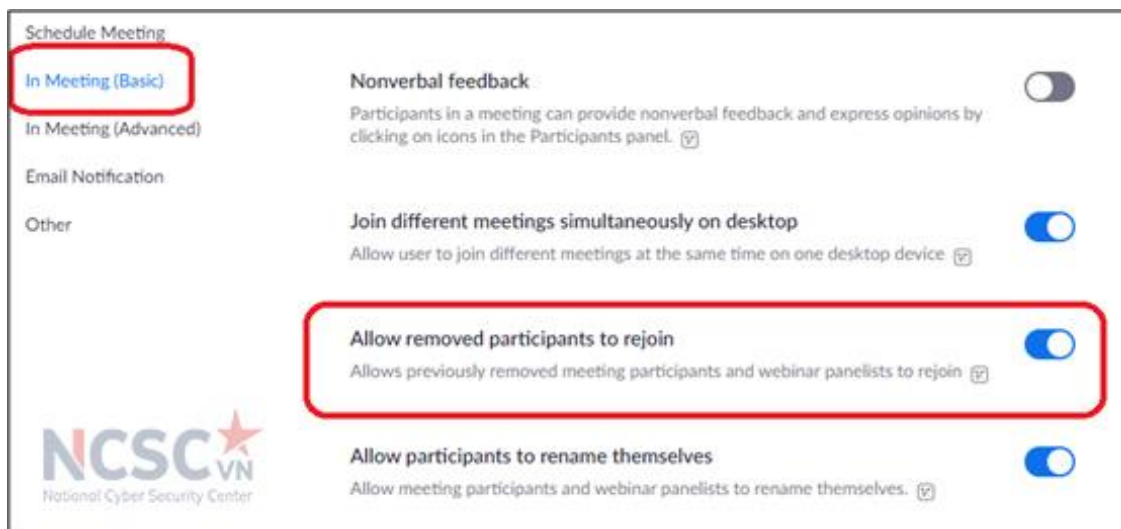 Schedule Meeting
In Meeting (Basic)
In Meeting (Advanced)
Email Notification
Other
Nonverbal feedback
Participants in a meeting can provide nonverbal feedback and express opinions by
clicking on icons in the Participants panel.
Join different meetings simultaneously on desktop
Allow user to join different meetings at the same time on one desktop device
Allow removed participants to rejoin
Allows previously removed meeting participants and webinar panelists to rejoin
Allow participants to rename themselves
Allow meeting participants and webinar panelists to rename themselves.
NCSC VN
National Cyber Security Center